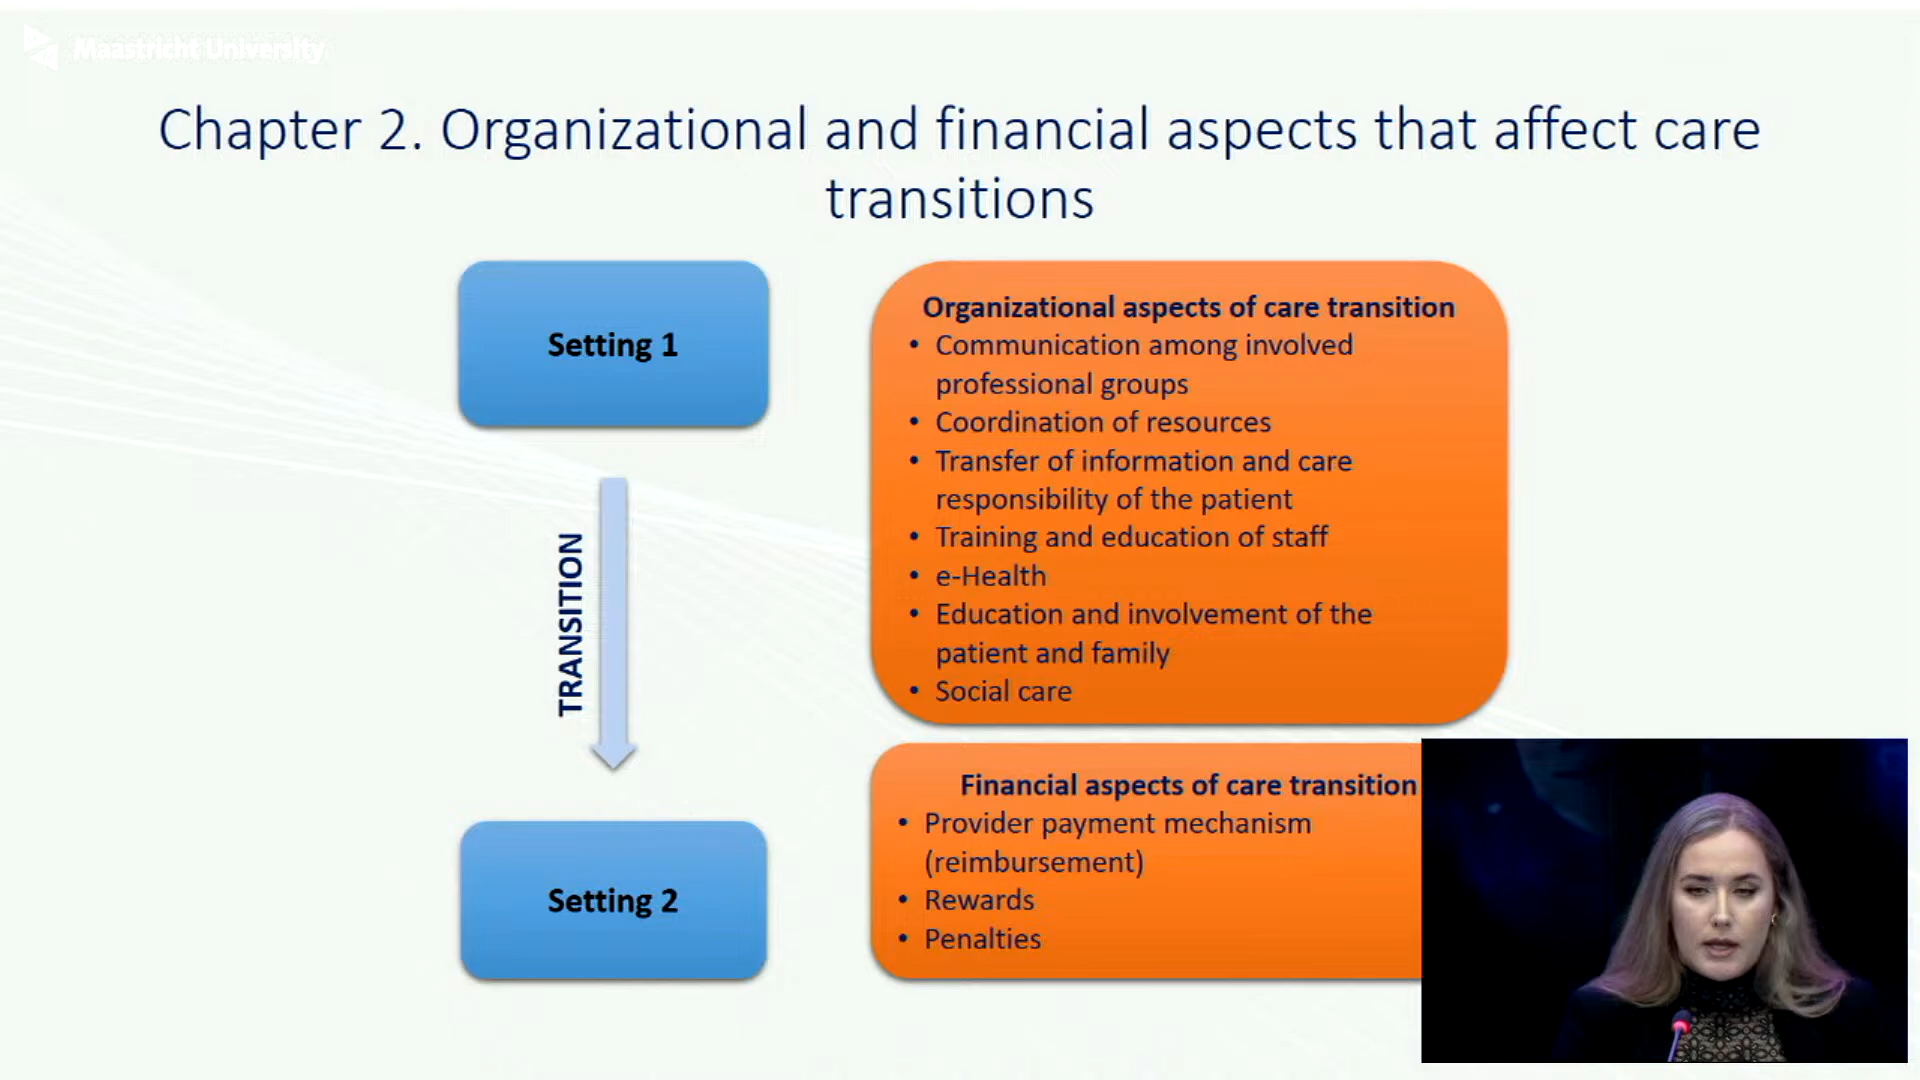 Maastricht University
Chapter 2. Organizational and financial aspects that affect care
transitions
Setting 1
TRANSITION
Setting 2
Organizational aspects of care transition
• Communication among involved
professional groups
• Coordination of resources
• Transfer of information and care
responsibility of the patient
• Training and education of staff
• e-Health
• Education and involvement of the
patient and family
• Social care
Financial aspects of care transition
• Provider payment mechanism
(reimbursement)
• Rewards
• Penalties